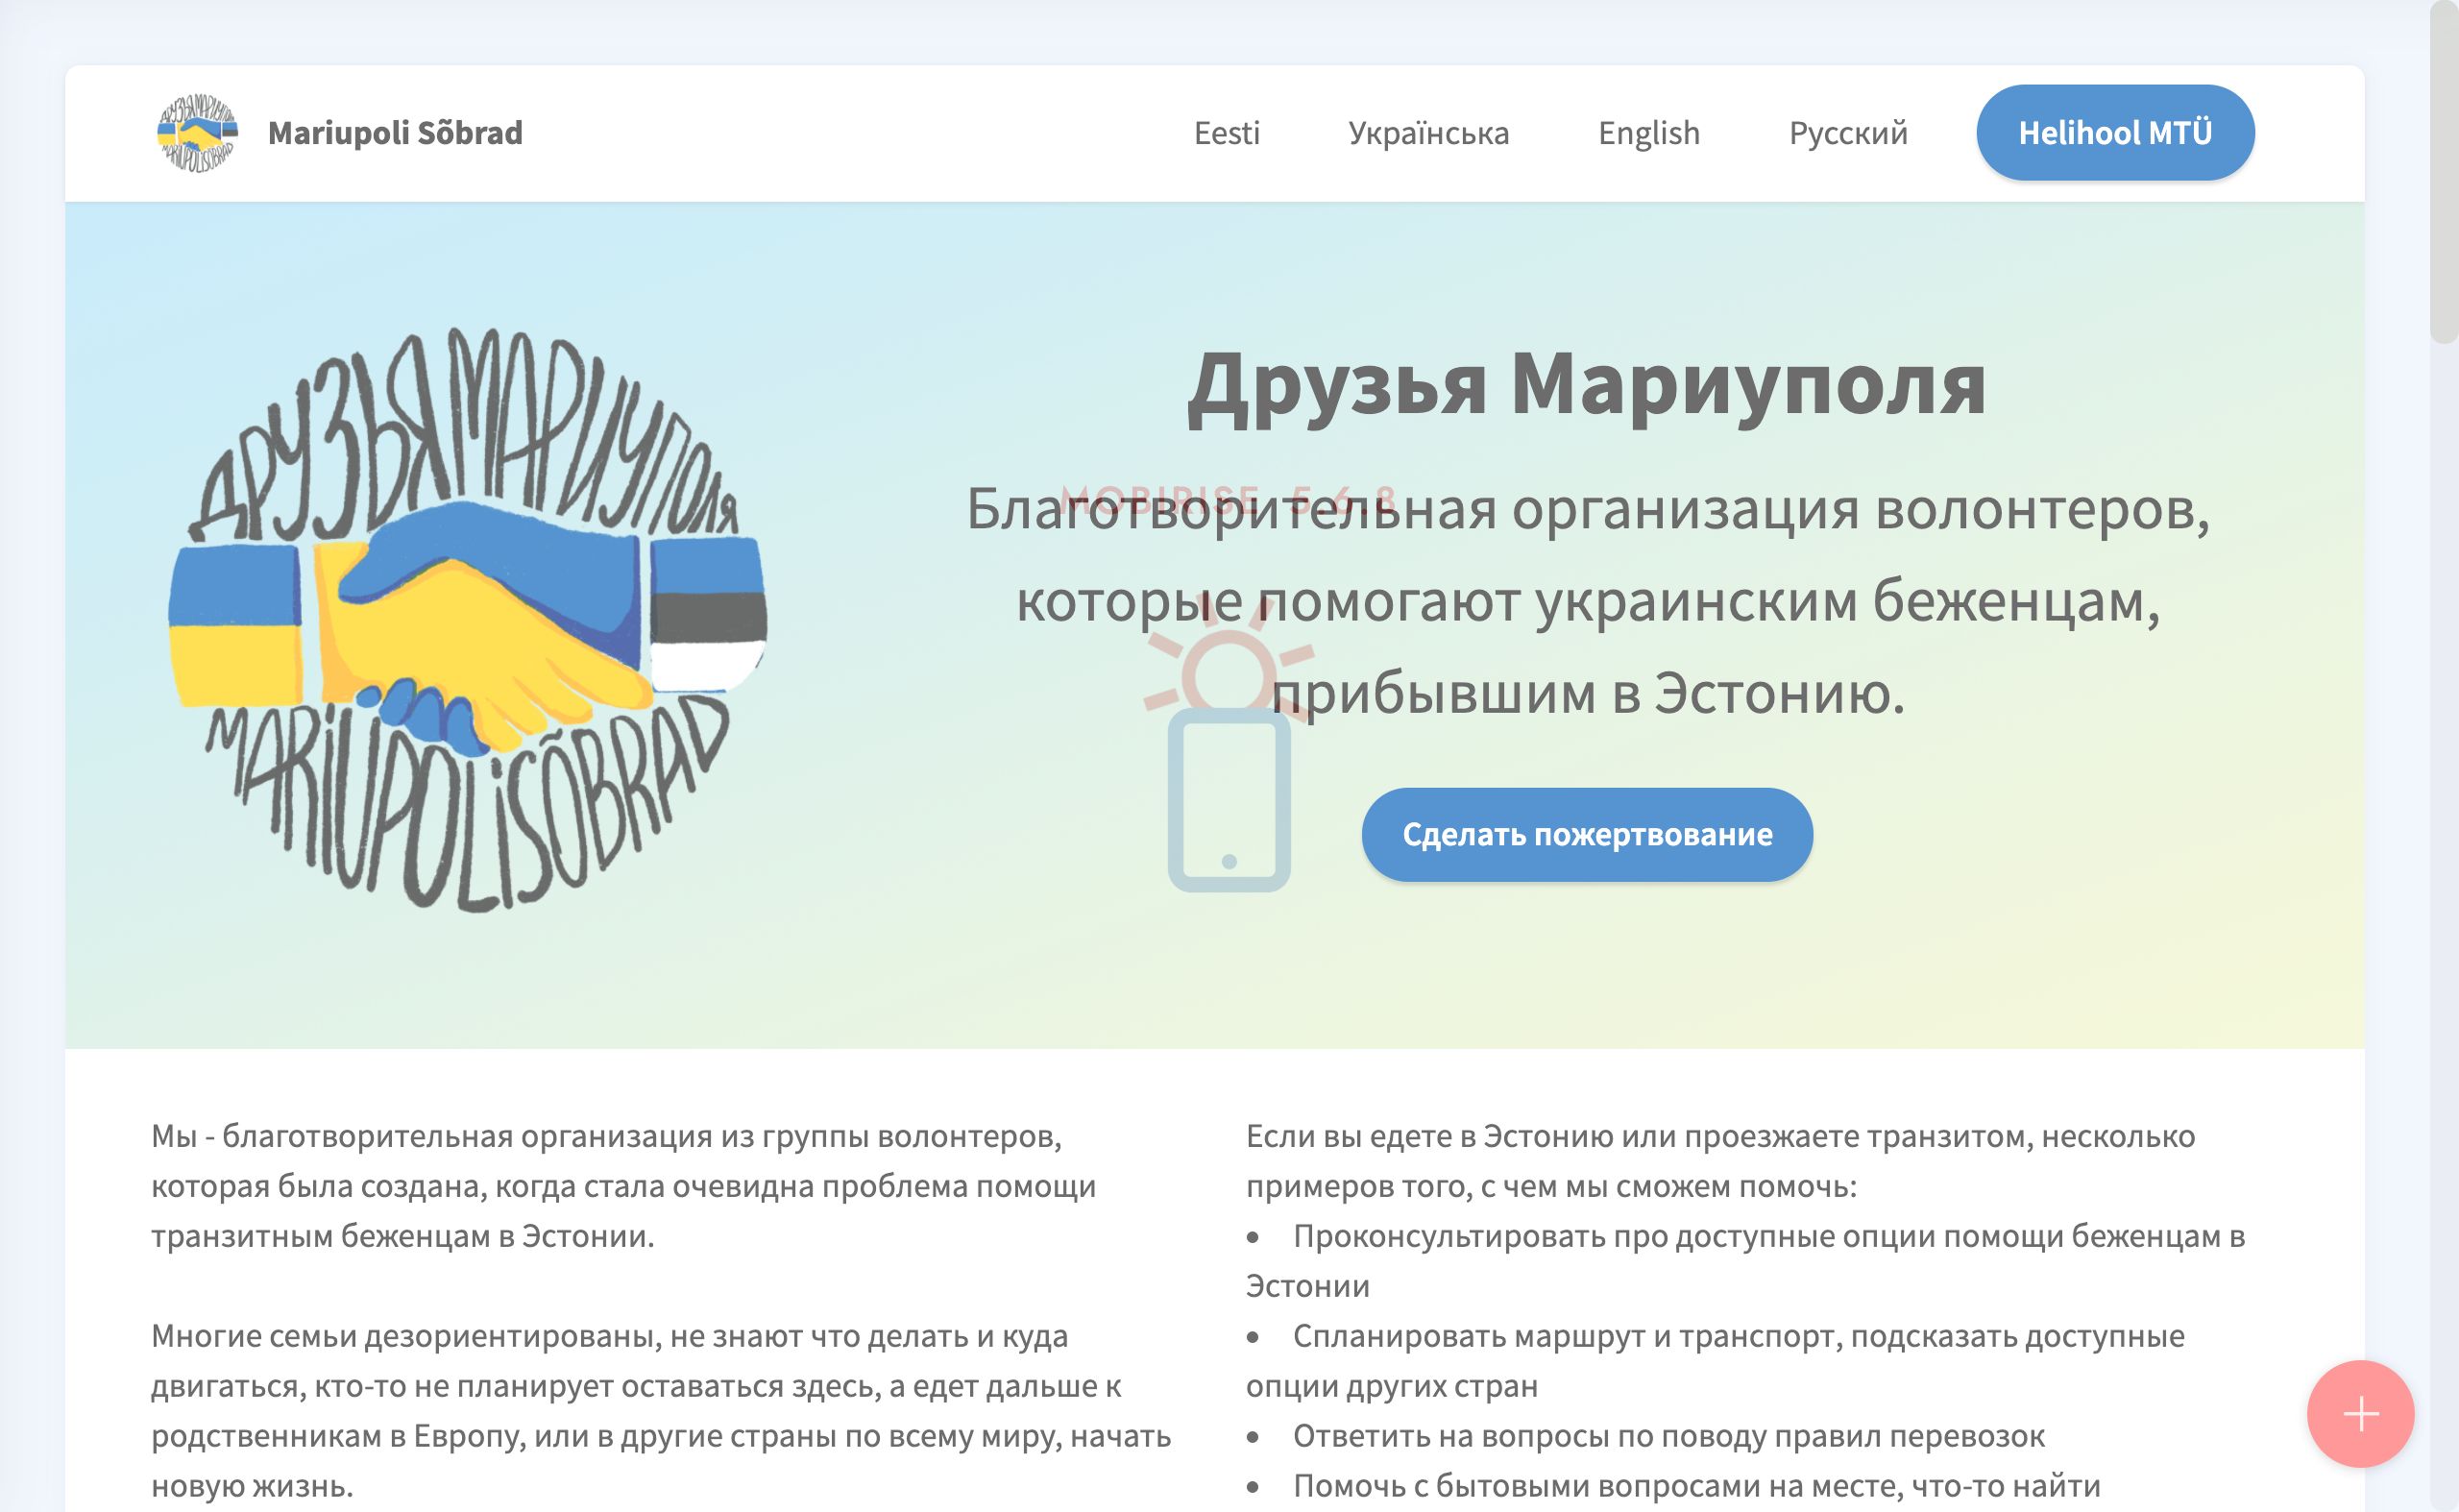 ДРУЗЬЯ МАРИУПОЛЯ
MARIUPOLI SÕBRAD
Mariupoli Sõbrad
Eesti
Українська
English
Русский
Helihool MTÜ
ДРУЗЬЯ МАРИУПОЛЯ
MARIUPOLI SÕBRAD
Друзья Мариуполя
MOBIRISE 5.6.8
Благотворительная организация волонтеров,
которые помогают украинским беженцам,
прибывшим в Эстонию.
Сделать пожертвование
Мы - благотворительная организация из группы волонтеров,
которая была создана, когда стала очевидна проблема помощи
транзитным беженцам в Эстонии.
Многие семьи дезориентированы, не знают что делать и куда
двигаться, кто-то не планирует оставаться здесь, а едет дальше к
родственникам в Европу, или в другие страны по всему миру, начать
новую жизнь.
Если вы едете в Эстонию или проезжаете транзитом, несколько
примеров того, с чем мы сможем помочь:
• Проконсультировать про доступные опции помощи беженцам в
Эстонии
• Спланировать маршрут и транспорт, подсказать доступные
опции других стран
• Ответить на вопросы по поводу правил перевозок
• Помочь с бытовыми вопросами на месте, что-то найти